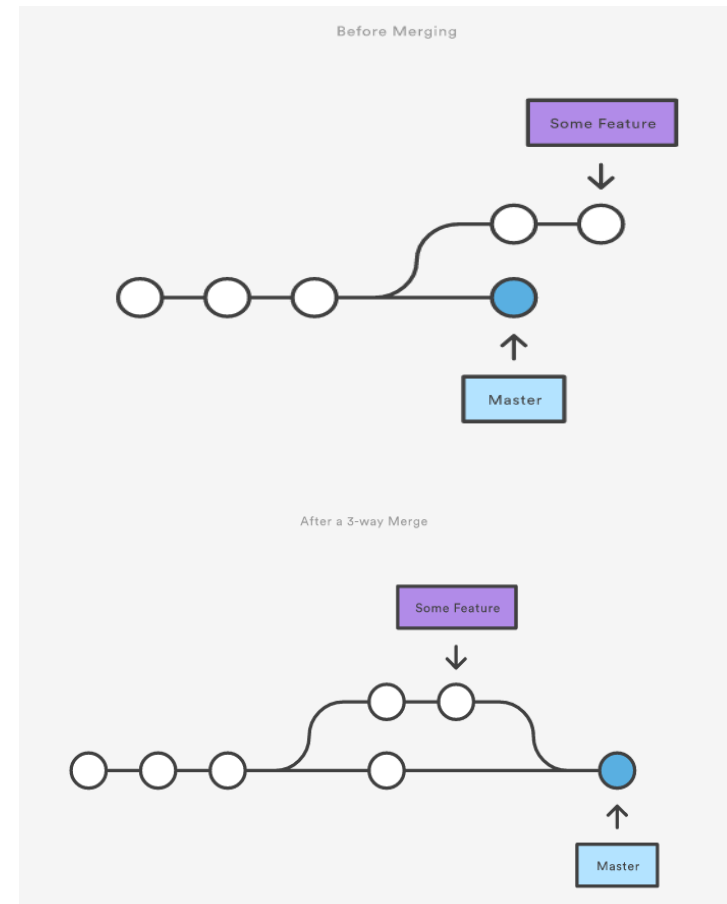 Before Merging
Some Feature
Master
After a 3-way Merge
Some Feature
Master